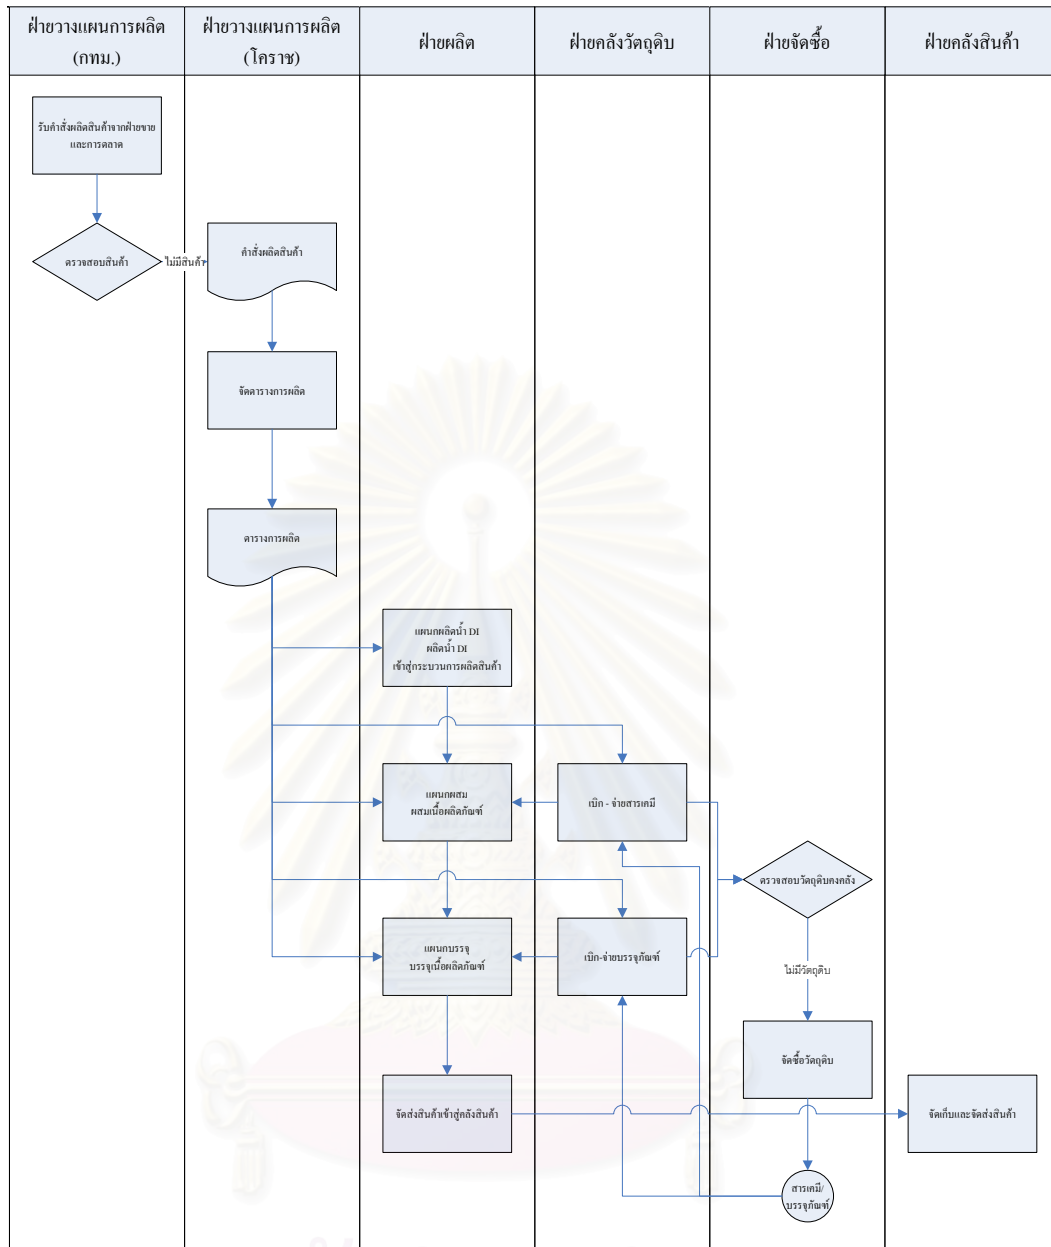 ฝ่ายวางแผนการผลิต
(กทม.)
ฝ่ายวางแผนการผลิต
(โคราช)
ฝ่ายผลิต
ฝ่ายคลังวัตถุดิบ
ฝ่ายจัดซื้อ
ฝ่ายคลังสินค้า
รับคำสั่งผลิตสินค้าจากฝ่ายขาย
และการตลาด
ตรวจสอบสินค้า
ไม่มีสินค้า
คำสั่งผลิตสินค้า
จัดตารางการผลิต
ตารางการผลิต
แผนกผลิตน้ำ DI
ผลิตน้ำ DI
เข้าสู่กระบวนการผลิตสินค้า
แผนกผสม
ผสมเนื้อผลิตภัณฑ์
เบิก - จ่ายสารเคมี
ตรวจสอบวัตถุดิบคงคลัง
แผนกบรรจุ
บรรจุเนื้อผลิตภัณฑ์
เบิก-จ่ายบรรจุภัณฑ์
ไม่มีวัตถุดิบ
จัดซื้อวัตถุดิบ
จัดส่งสินค้าเข้าสู่คลังสินค้า
จัดเก็บและจัดส่งสินค้า
สารเคมี/
บรรจุภัณฑ์